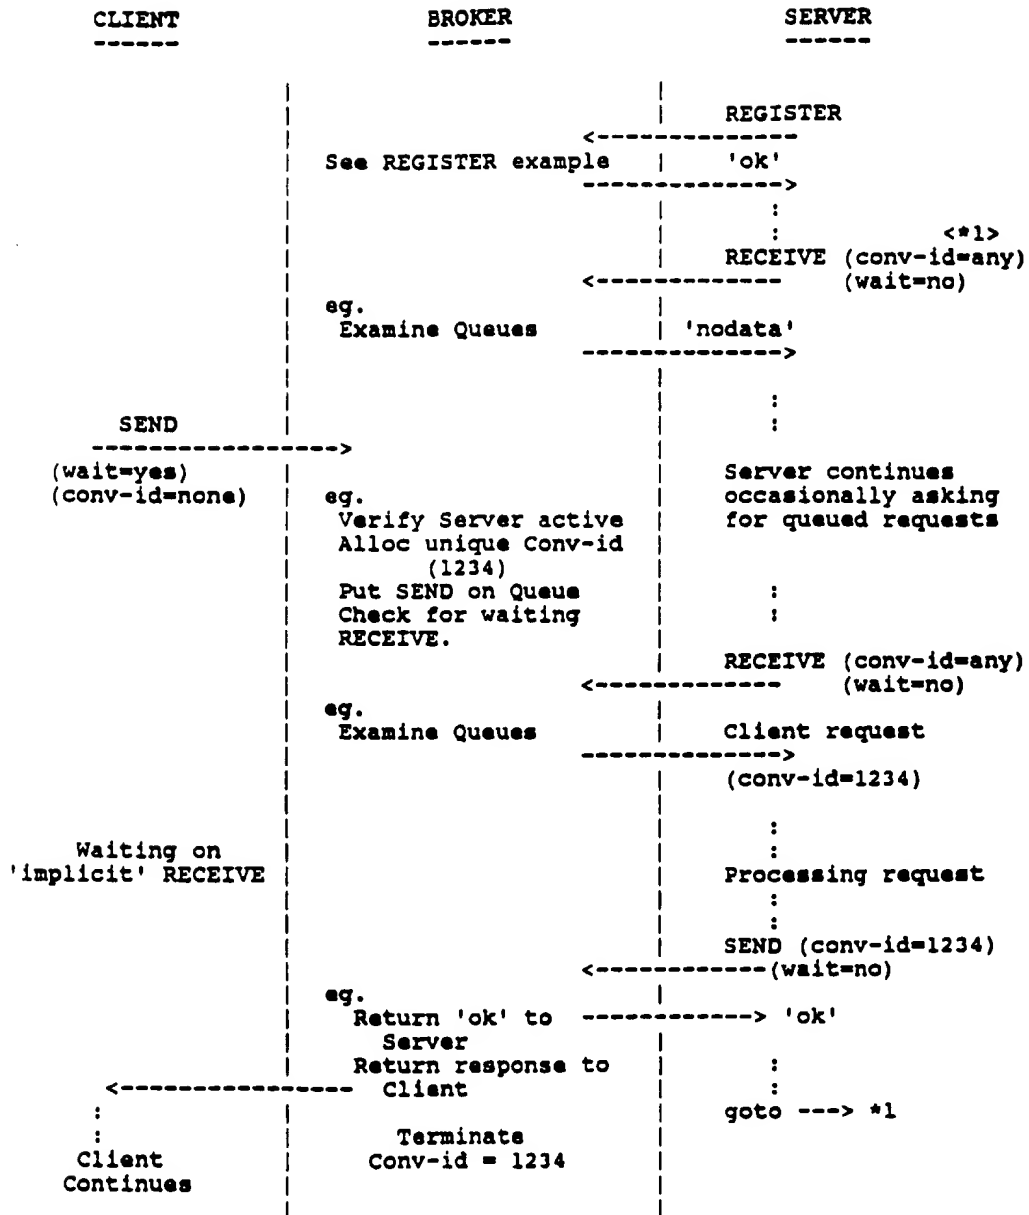 CLIENT BROKER SERVER
------ ------ ------
REGISTER
<---------------
See REGISTER example 'ok'
--------------->
:
: <*1>
RECEIVE (conv-id=any)
<-------------- (wait=no)
eg.
Examine Queues 'nodata'
--------------->
:
SEND :
------------------->
(wait=yes) Server continues
(conv-id=none) eg. occasionally asking
Verify Server active for queued requests
Alloc unique Conv-id
(1234)
Put SEND on Queue :
Check for waiting :
RECEIVE.
RECEIVE (conv-id=any)
<-------------- (wait=no)
eg.
Examine Queues Client request
--------------->
(conv-id=1234)
:
Waiting on :
'implicit' RECEIVE Processing request
:
:
SEND (conv-id=1234)
<-------------(wait=no)
eg.
Return 'ok' to ------------> 'ok'
Server
Return response to :
<------------------ Client :
: goto ---> *1
: Terminate
Client Conv-id = 1234
Continues